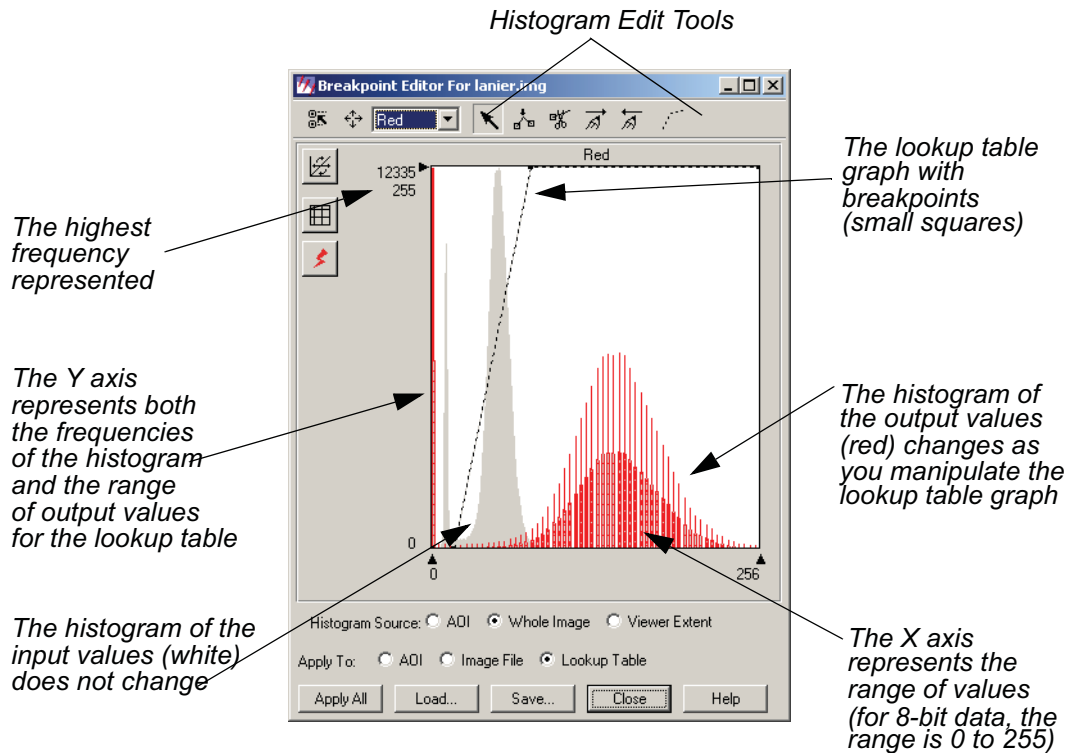 Histogram Edit Tools
Breakpoint Editor For lanier.img
Red
Red
12335
255
0
0
256
The lookup table
graph with
breakpoints
(small squares)
The highest
frequency
represented
The Y axis
represents both
the frequencies
of the histogram
and the range
of output values
for the lookup table
The histogram of
the output values
(red) changes as
you manipulate the
lookup table graph
The histogram of the
input values (white)
does not change
Histogram Source: AOI Whole Image Viewer Extent
Apply To: AOI Image File Lookup Table
Apply All Load... Save... Close Help
The X axis
represents the
range of values
(for 8-bit data, the
range is 0 to 255)